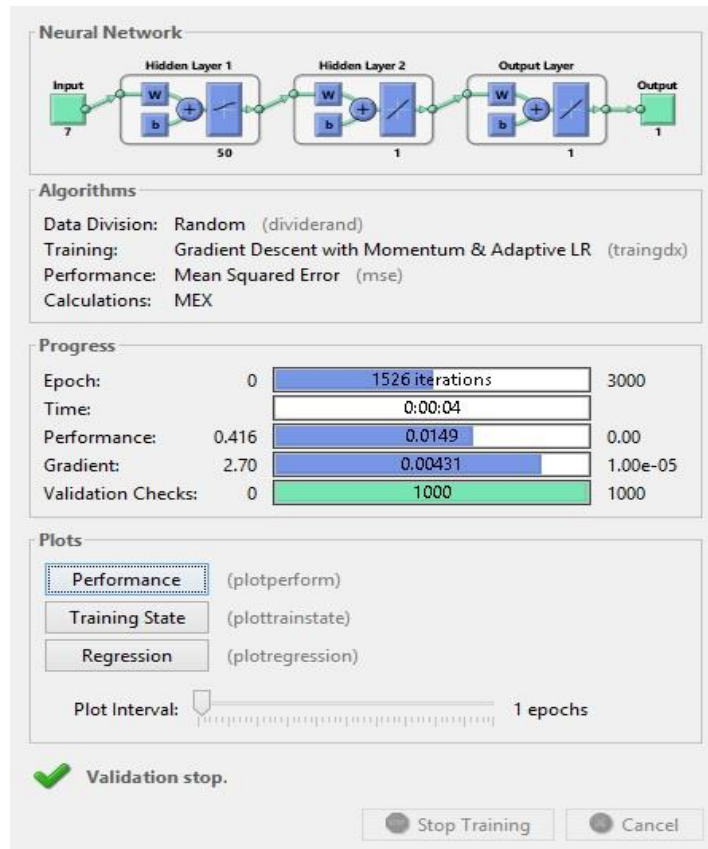 Neural Network
Hidden Layer 1 Hidden Layer 2 Output Layer
Input Output
W W W
+ + +
b b b
7 50 1 1 1
Algorithms
Data Division: Random (dividerand)
Training: Gradient Descent with Momentum & Adaptive LR (traingdx)
Performance: Mean Squared Error (mse)
Calculations: MEX
Progress
Epoch: 0 1526 iterations 3000
Time: 0:00:04
Performance: 0.416 0.0149 0.00
Gradient: 2.70 0.00431 1.00e-05
Validation Checks: 0 1000 1000
Plots
Performance (plotperform)
Training State (plottrainstate)
Regression (plotregression)
Plot Interval: 1 epochs
Validation stop.
Stop Training Cancel